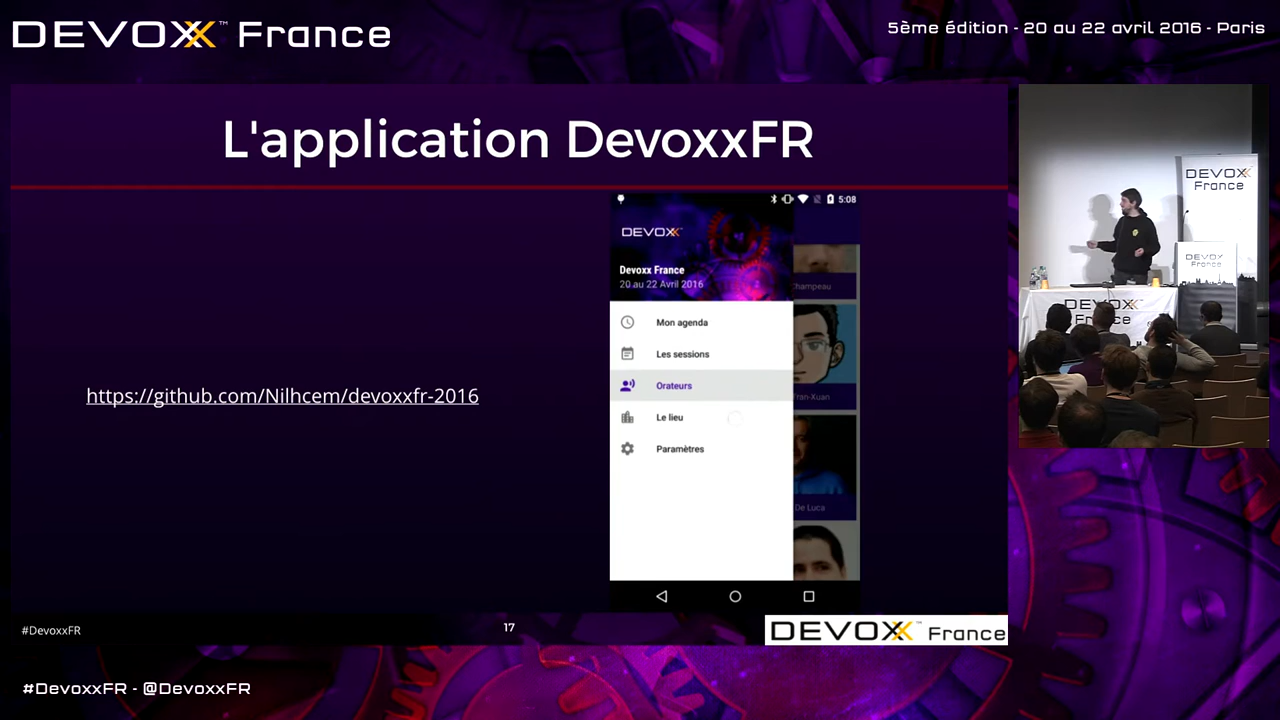 DEVOXX™ France
5ème édition - 20 au 22 avril 2016 - Paris
L'application DevoxxFR
https://github.com/Nilhcem/devoxxfr-2016
5:08
DEVOXX
Devoxx France
20 au 22 Avril 2016
Mon agenda
Les sessions
Orateurs
Le lieu
Paramètres
Champeau
Tran-Xuan
De Luca
#DevoxxFR
17
DEVOXX France
DEVOXX
France
DEVOXX
France
DEVOXX
France
#DevoxxFR - @DevoxxFR